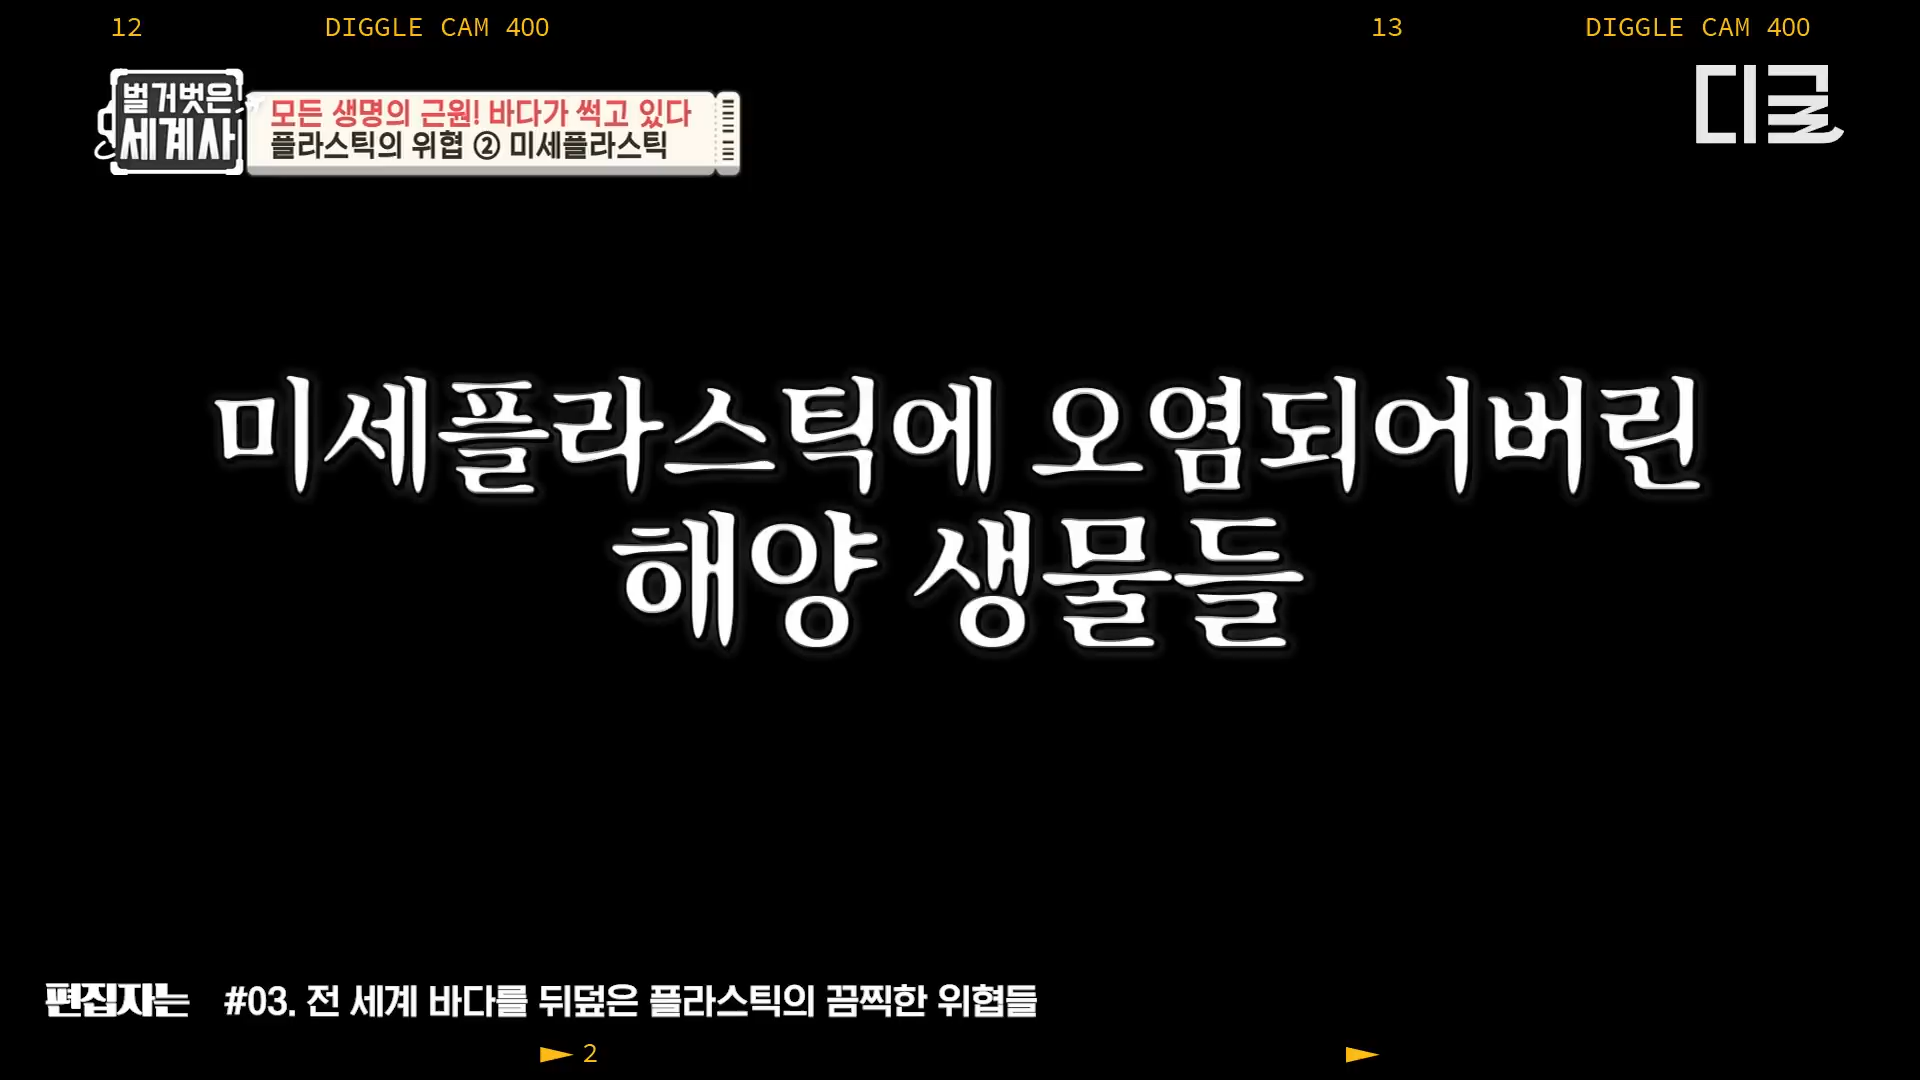 12 DIGGLE CAM 400 13 DIGGLE CAM 400
벌거벗은
세계사
모든 생명의 근원! 바다가 썩고 있다
플라스틱의 위협 ② 미세플라스틱
디글
미세플라스틱에 오염되어버린
해양 생물들
편집자는 #03. 전 세계 바다를 뒤덮은 플라스틱의 끔찍한 위협들
2